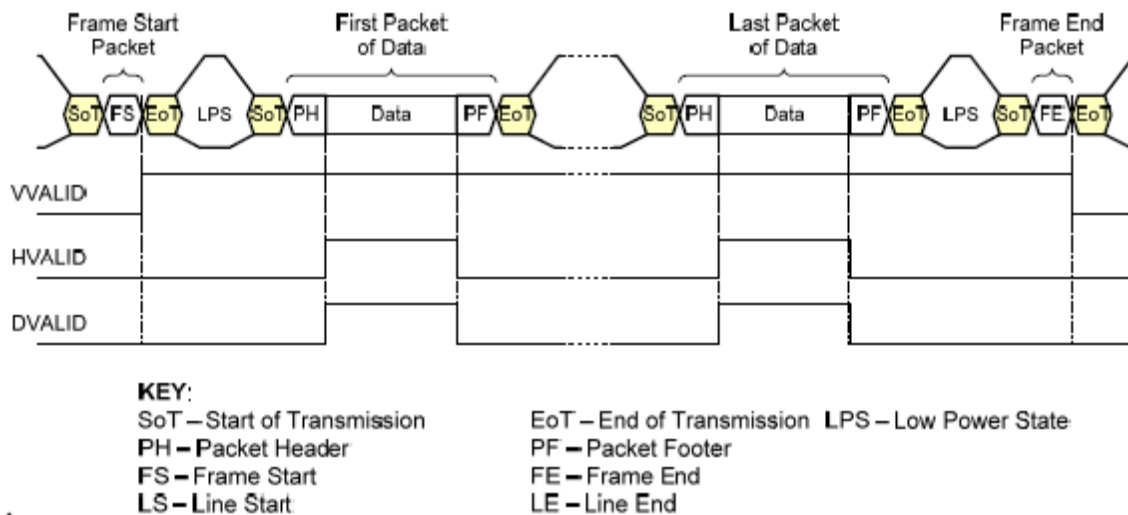 Frame Start Packet
First Packet of Data
Last Packet of Data
Frame End Packet
SoT FS EoT LPS SoT PH Data PF EoT SoT PH Data PF EoT LPS SoT FE EoT
VVALID
HVALID
DVALID
KEY:
SoT – Start of Transmission EoT – End of Transmission LPS – Low Power State
PH – Packet Header PF – Packet Footer
FS – Frame Start FE – Frame End
LS – Line Start LE – Line End